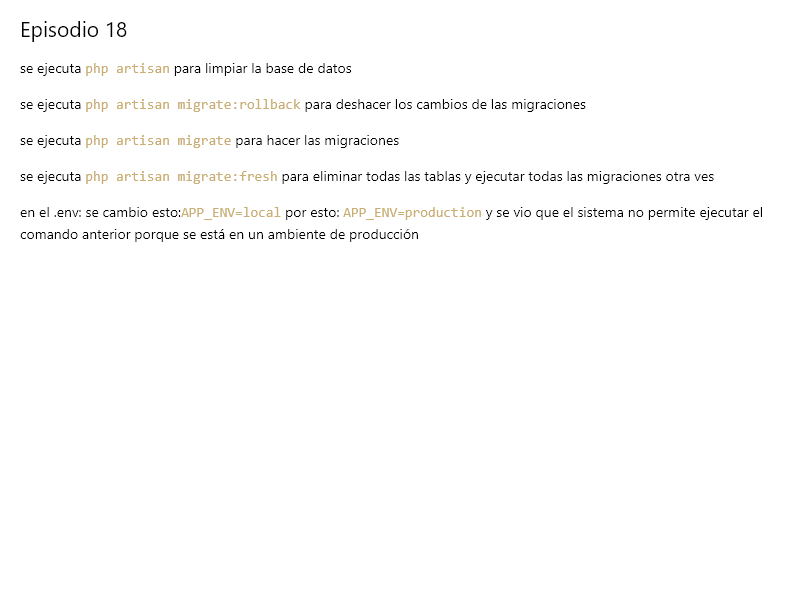 Episodio 18
se ejecuta php artisan para limpiar la base de datos
se ejecuta php artisan migrate:rollback para deshacer los cambios de las migraciones
se ejecuta php artisan migrate para hacer las migraciones
se ejecuta php artisan migrate:fresh para eliminar todas las tablas y ejecutar todas las migraciones otra ves
en el .env: se cambio esto:APP_ENV=local por esto: APP_ENV=production y se vio que el sistema no permite ejecutar el
comando anterior porque se está en un ambiente de producción